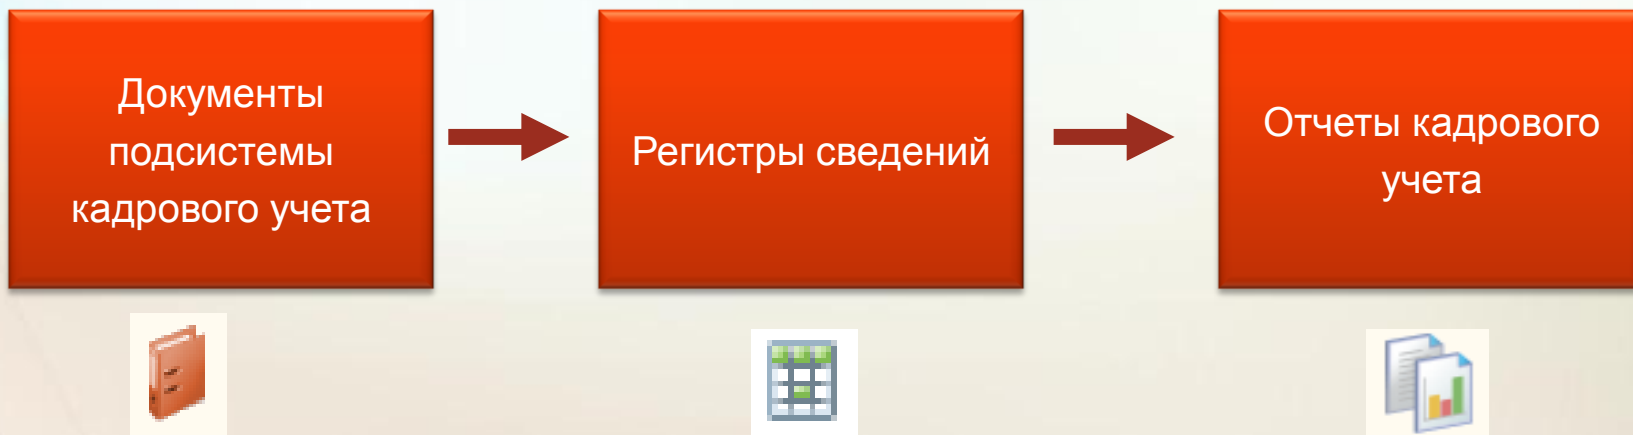 Документы
подсистемы
кадрового учета
Регистры сведений
Отчеты кадрового
учета